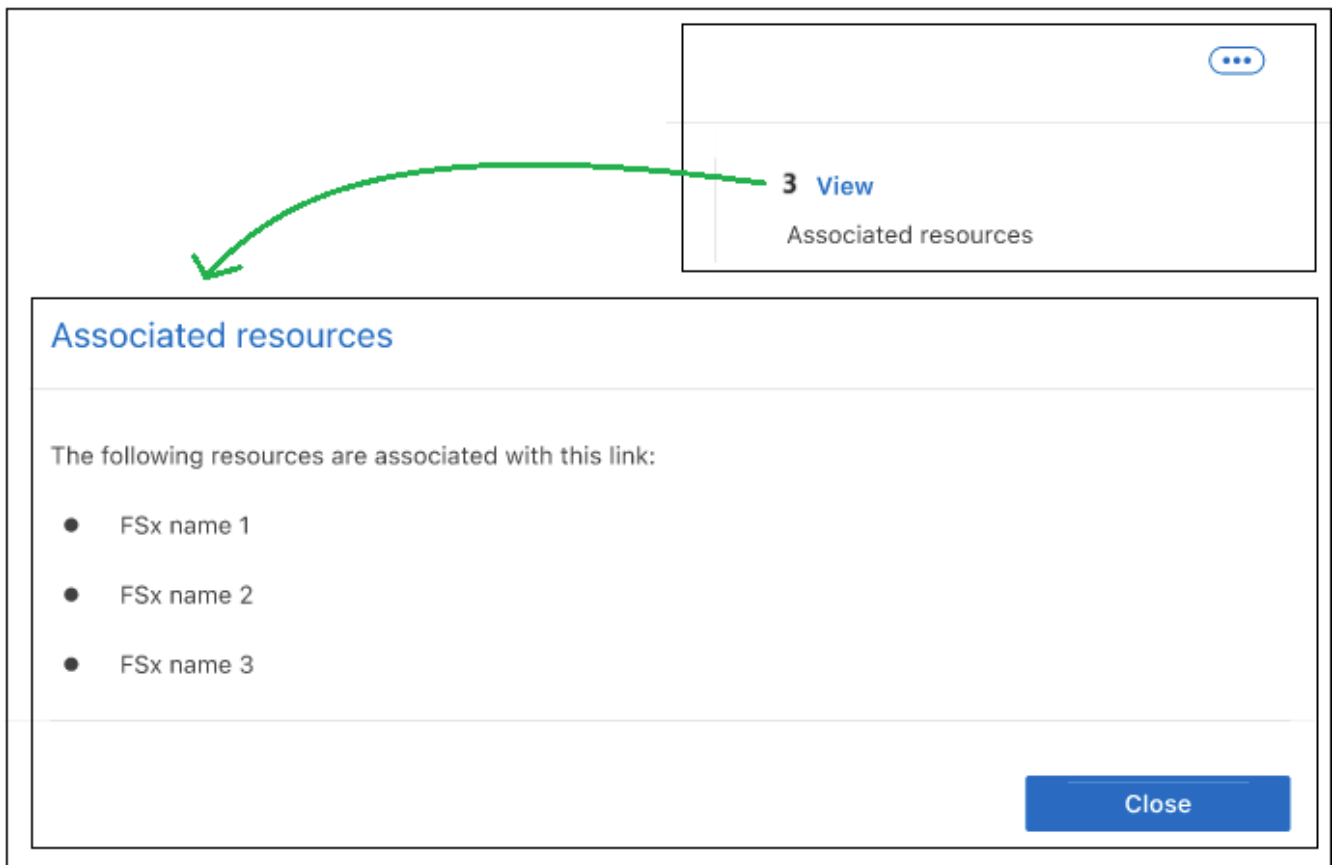 3 View
Associated resources
Associated resources
The following resources are associated with this link:
FSx name 1
FSx name 2
FSx name 3
Close